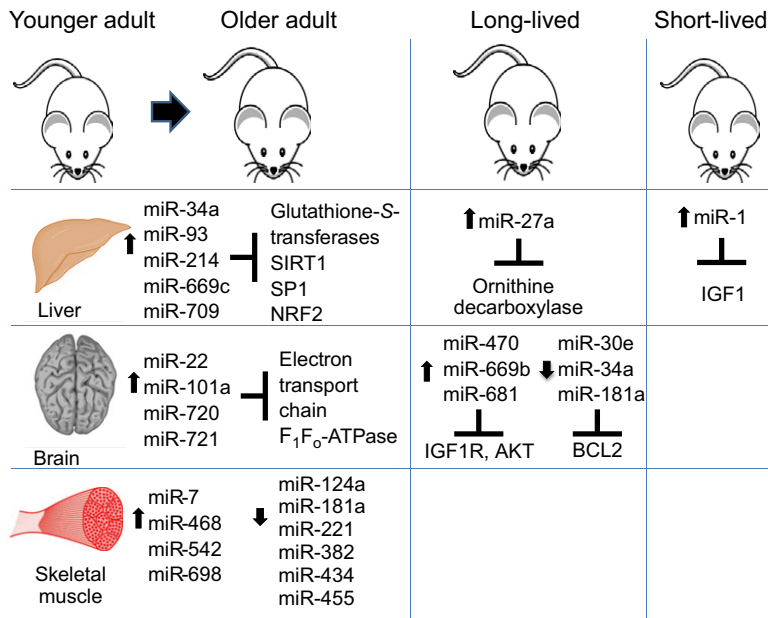 Younger adult
Older adult
Long-lived
Short-lived
Liver
miR-34a
miR-93
miR-214
miR-669c
miR-709
Glutathione-S-
transferases
SIRT1
SP1
NRF2
miR-27a
Ornithine
decarboxylase
miR-1
IGF1
Brain
miR-22
miR-101a
miR-720
miR-721
Electron
transport
chain
F₁Fₒ-ATPase
miR-470
miR-669b
miR-681
IGF1R, AKT
miR-30e
miR-34a
miR-181a
BCL2
Skeletal
muscle
miR-7
miR-468
miR-542
miR-698
miR-124a
miR-181a
miR-221
miR-382
miR-434
miR-455